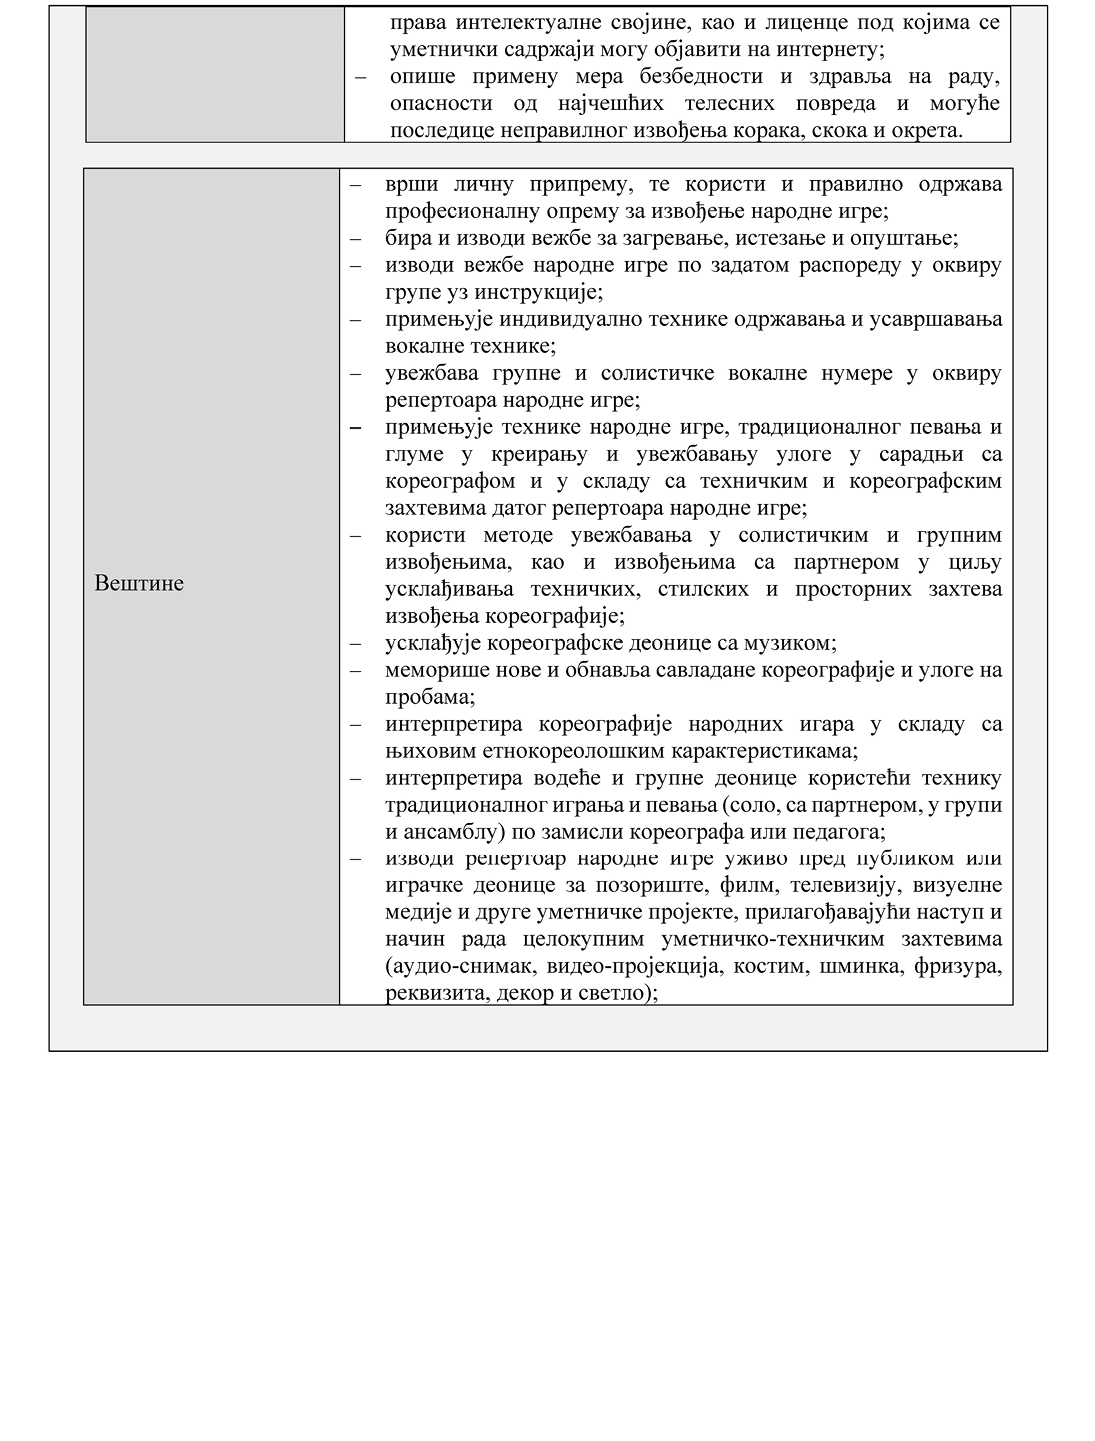 права интелектуалне својине, као и лиценце под којима се
уметнички садржаји могу објавити на интернету;
– опише примену мера безбедности и здравља на раду,
опасности од најчешћих телесних повреда и могуће
последице неправилног извођења корака, скока и окрета.
Вештине
– врши личну припрему, те користи и правилно одржава
професионалну опрему за извођење народне игре;
– бира и изводи вежбе за загревање, истезање и опуштање;
– изводи вежбе народне игре по задатом распореду у оквиру
групе уз инструкције;
– примењује индивидуално технике одржавања и усавршавања
вокалне технике;
– увежбава групне и солистичке вокалне нумере у оквиру
репертоара народне игре;
– примењује технике народне игре, традиционалног певања и
глуме у креирању и увежбавању улоге у сарадњи са
кореографом и у складу са техничким и кореографским
захтевима датог репертоара народне игре;
– користи методе увежбавања у солистичким и групним
извођењима, као и извођењима са партнером у циљу
усклађивања техничких, стилских и просторних захтева
извођења кореографије;
– усклађује кореографске деонице са музиком;
– меморише нове и обнавља савладане кореографије и улоге на
пробама;
– интерпретира кореографије народних игара у складу са
њиховим етнокореолошким карактеристикама;
– интерпретира водеће и групне деонице користећи технику
традиционалног играња и певања (соло, са партнером, у групи
и ансамблу) по замисли кореографа или педагога;
– изводи репертоар народне игре уживо пред публиком или
играчке деонице за позориште, филм, телевизију, визуелне
медије и друге уметничке пројекте, прилагођавајући наступ и
начин рада целокупним уметничко-техничким захтевима
(аудио-снимак, видео-пројекција, костим, шминка, фризура,
реквизита, декор и светло);